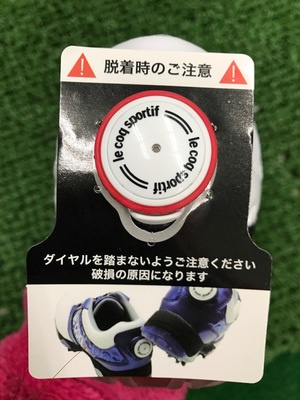 脱着時のご注意
le coq sportif
le coq sportif
ダイヤルを踏まないようご注意ください
破損の原因になります